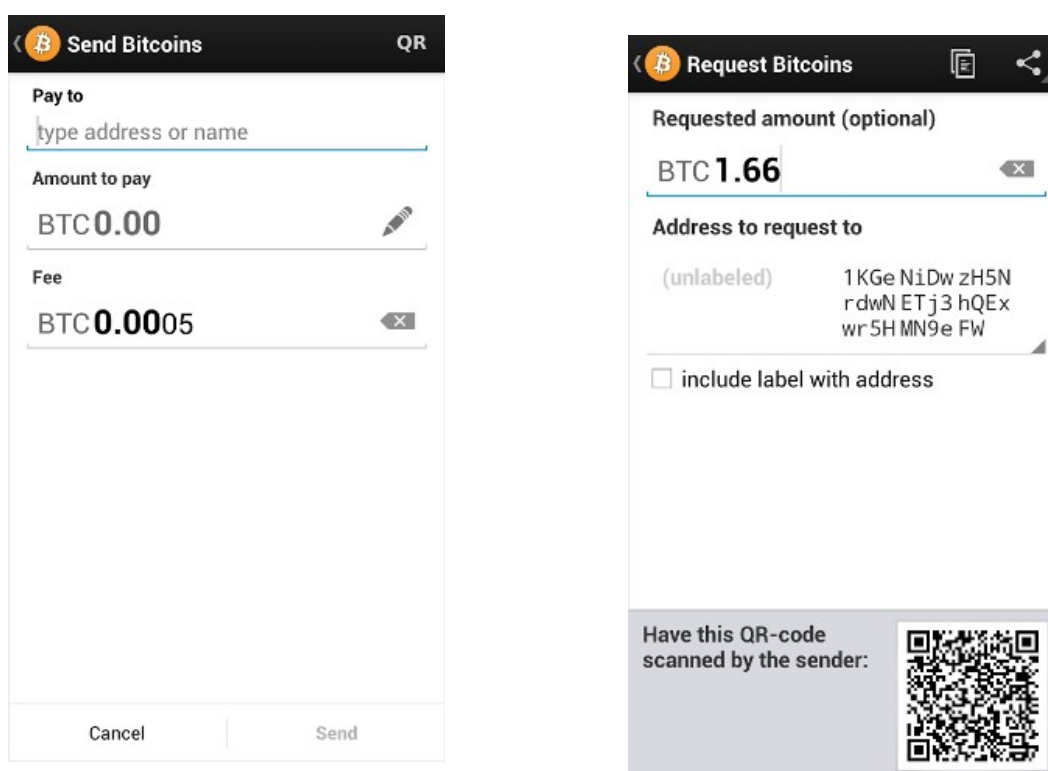 Send Bitcoins QR
Pay to
type address or name
Amount to pay
BTC 0.00
Fee
BTC 0.0005
Cancel Send
Request Bitcoins
Requested amount (optional)
BTC 1.66
Address to request to
(unlabeled) 1KGe NiDw zH5N
rdwN ETj3 hQEx
wr5H MN9e FW
include label with address
Have this QR-code
scanned by the sender: